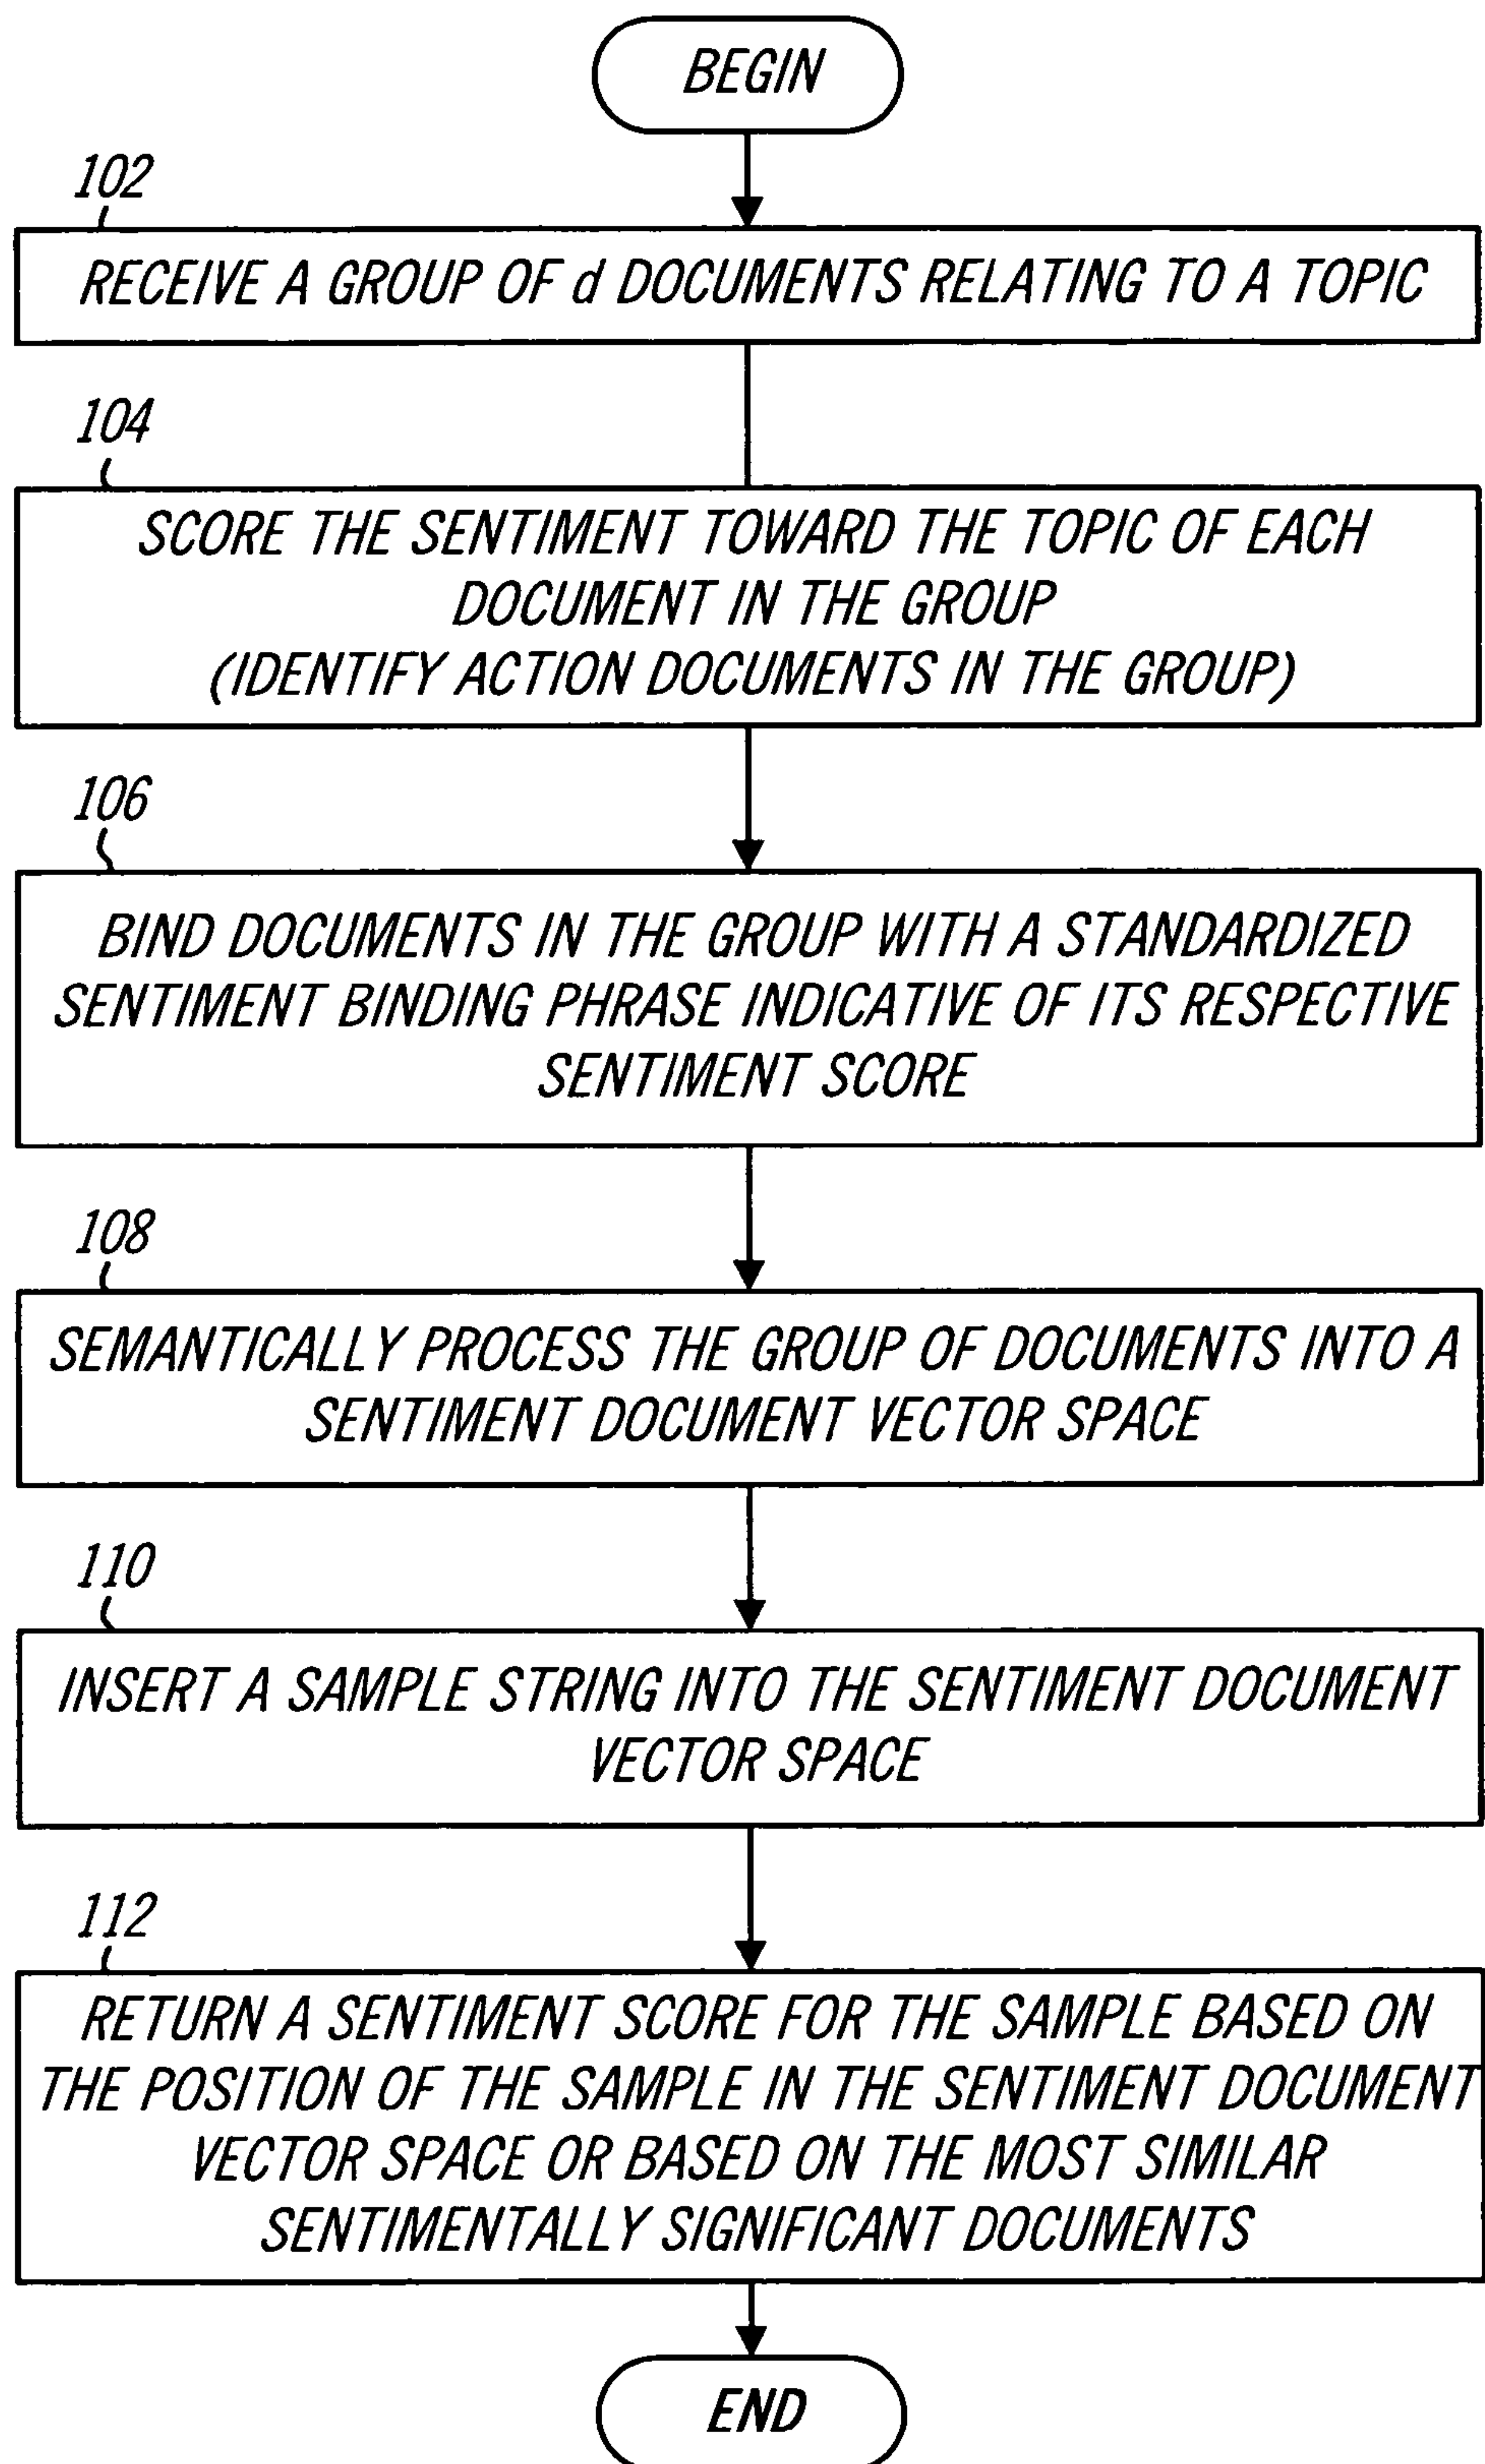 BEGIN
102
RECEIVE A GROUP OF d DOCUMENTS RELATING TO A TOPIC
104
SCORE THE SENTIMENT TOWARD THE TOPIC OF EACH
DOCUMENT IN THE GROUP
(IDENTIFY ACTION DOCUMENTS IN THE GROUP)
106
BIND DOCUMENTS IN THE GROUP WITH A STANDARDIZED
SENTIMENT BINDING PHRASE INDICATIVE OF ITS RESPECTIVE
SENTIMENT SCORE
108
SEMANTICALLY PROCESS THE GROUP OF DOCUMENTS INTO A
SENTIMENT DOCUMENT VECTOR SPACE
110
INSERT A SAMPLE STRING INTO THE SENTIMENT DOCUMENT
VECTOR SPACE
112
RETURN A SENTIMENT SCORE FOR THE SAMPLE BASED ON
THE POSITION OF THE SAMPLE IN THE SENTIMENT DOCUMENT
VECTOR SPACE OR BASED ON THE MOST SIMILAR
SENTIMENTALLY SIGNIFICANT DOCUMENTS
END